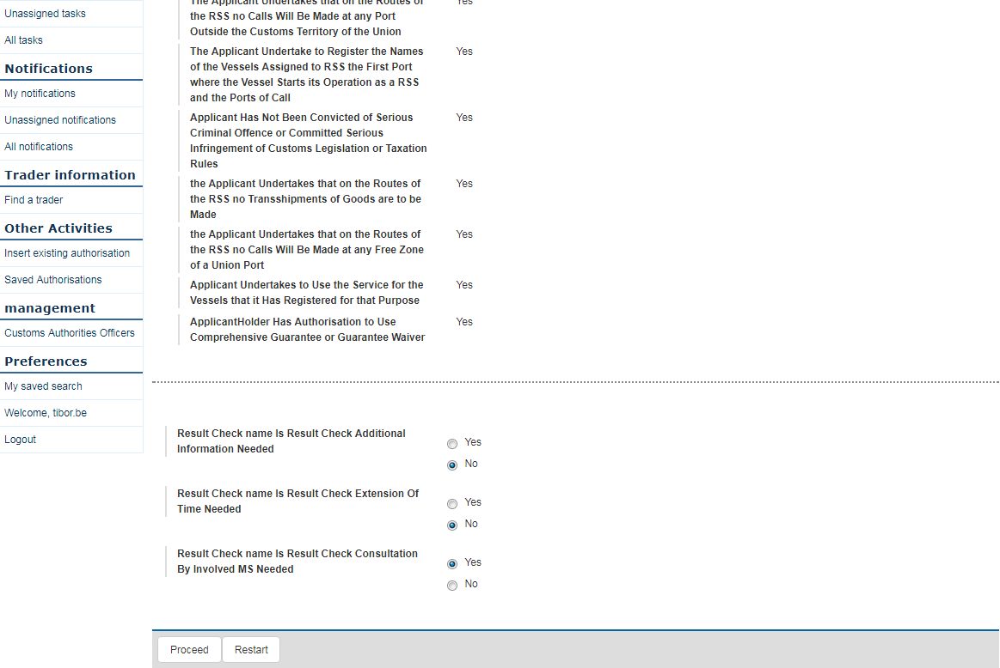 Unassigned tasks
All tasks
Notifications
My notifications
Unassigned notifications
All notifications
Trader information
Find a trader
Other Activities
Insert existing authorisation
Saved Authorisations
management
Customs Authorities Officers
Preferences
My saved search
Welcome, tibor.be
Logout
The Applicant Undertakes that on the Routes of Yes
the RSS no Calls Will Be Made at any Port
Outside the Customs Territory of the Union
The Applicant Undertake to Register the Names Yes
of the Vessels Assigned to RSS the First Port
where the Vessel Starts its Operation as a RSS
and the Ports of Call
Applicant Has Not Been Convicted of Serious Yes
Criminal Offence or Committed Serious
Infringement of Customs Legislation or Taxation
Rules
the Applicant Undertakes that on the Routes of Yes
the RSS no Transshipments of Goods are to be
Made
the Applicant Undertakes that on the Routes of Yes
the RSS no Calls Will Be Made at any Free Zone
of a Union Port
Applicant Undertakes to Use the Service for the Yes
Vessels that it Has Registered for that Purpose
ApplicantHolder Has Authorisation to Use Yes
Comprehensive Guarantee or Guarantee Waiver
Result Check name Is Result Check Additional
Information Needed
Yes
No
Result Check name Is Result Check Extension Of
Time Needed
Yes
No
Result Check name Is Result Check Consultation
By Involved MS Needed
Yes
No
Proceed Restart